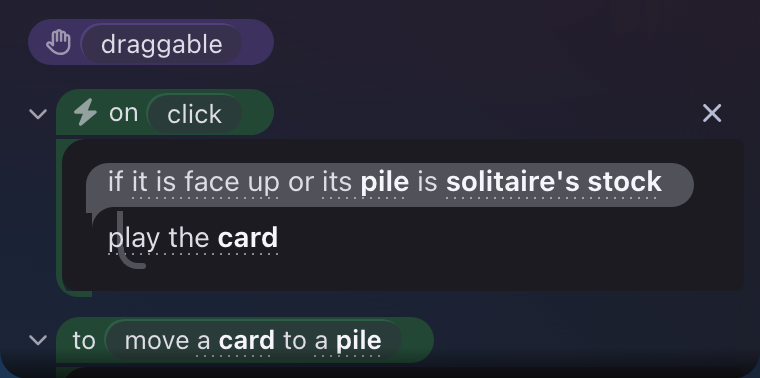 draggable
on click
if it is face up or its pile is solitaire's stock
play the card
to move a card to a pile